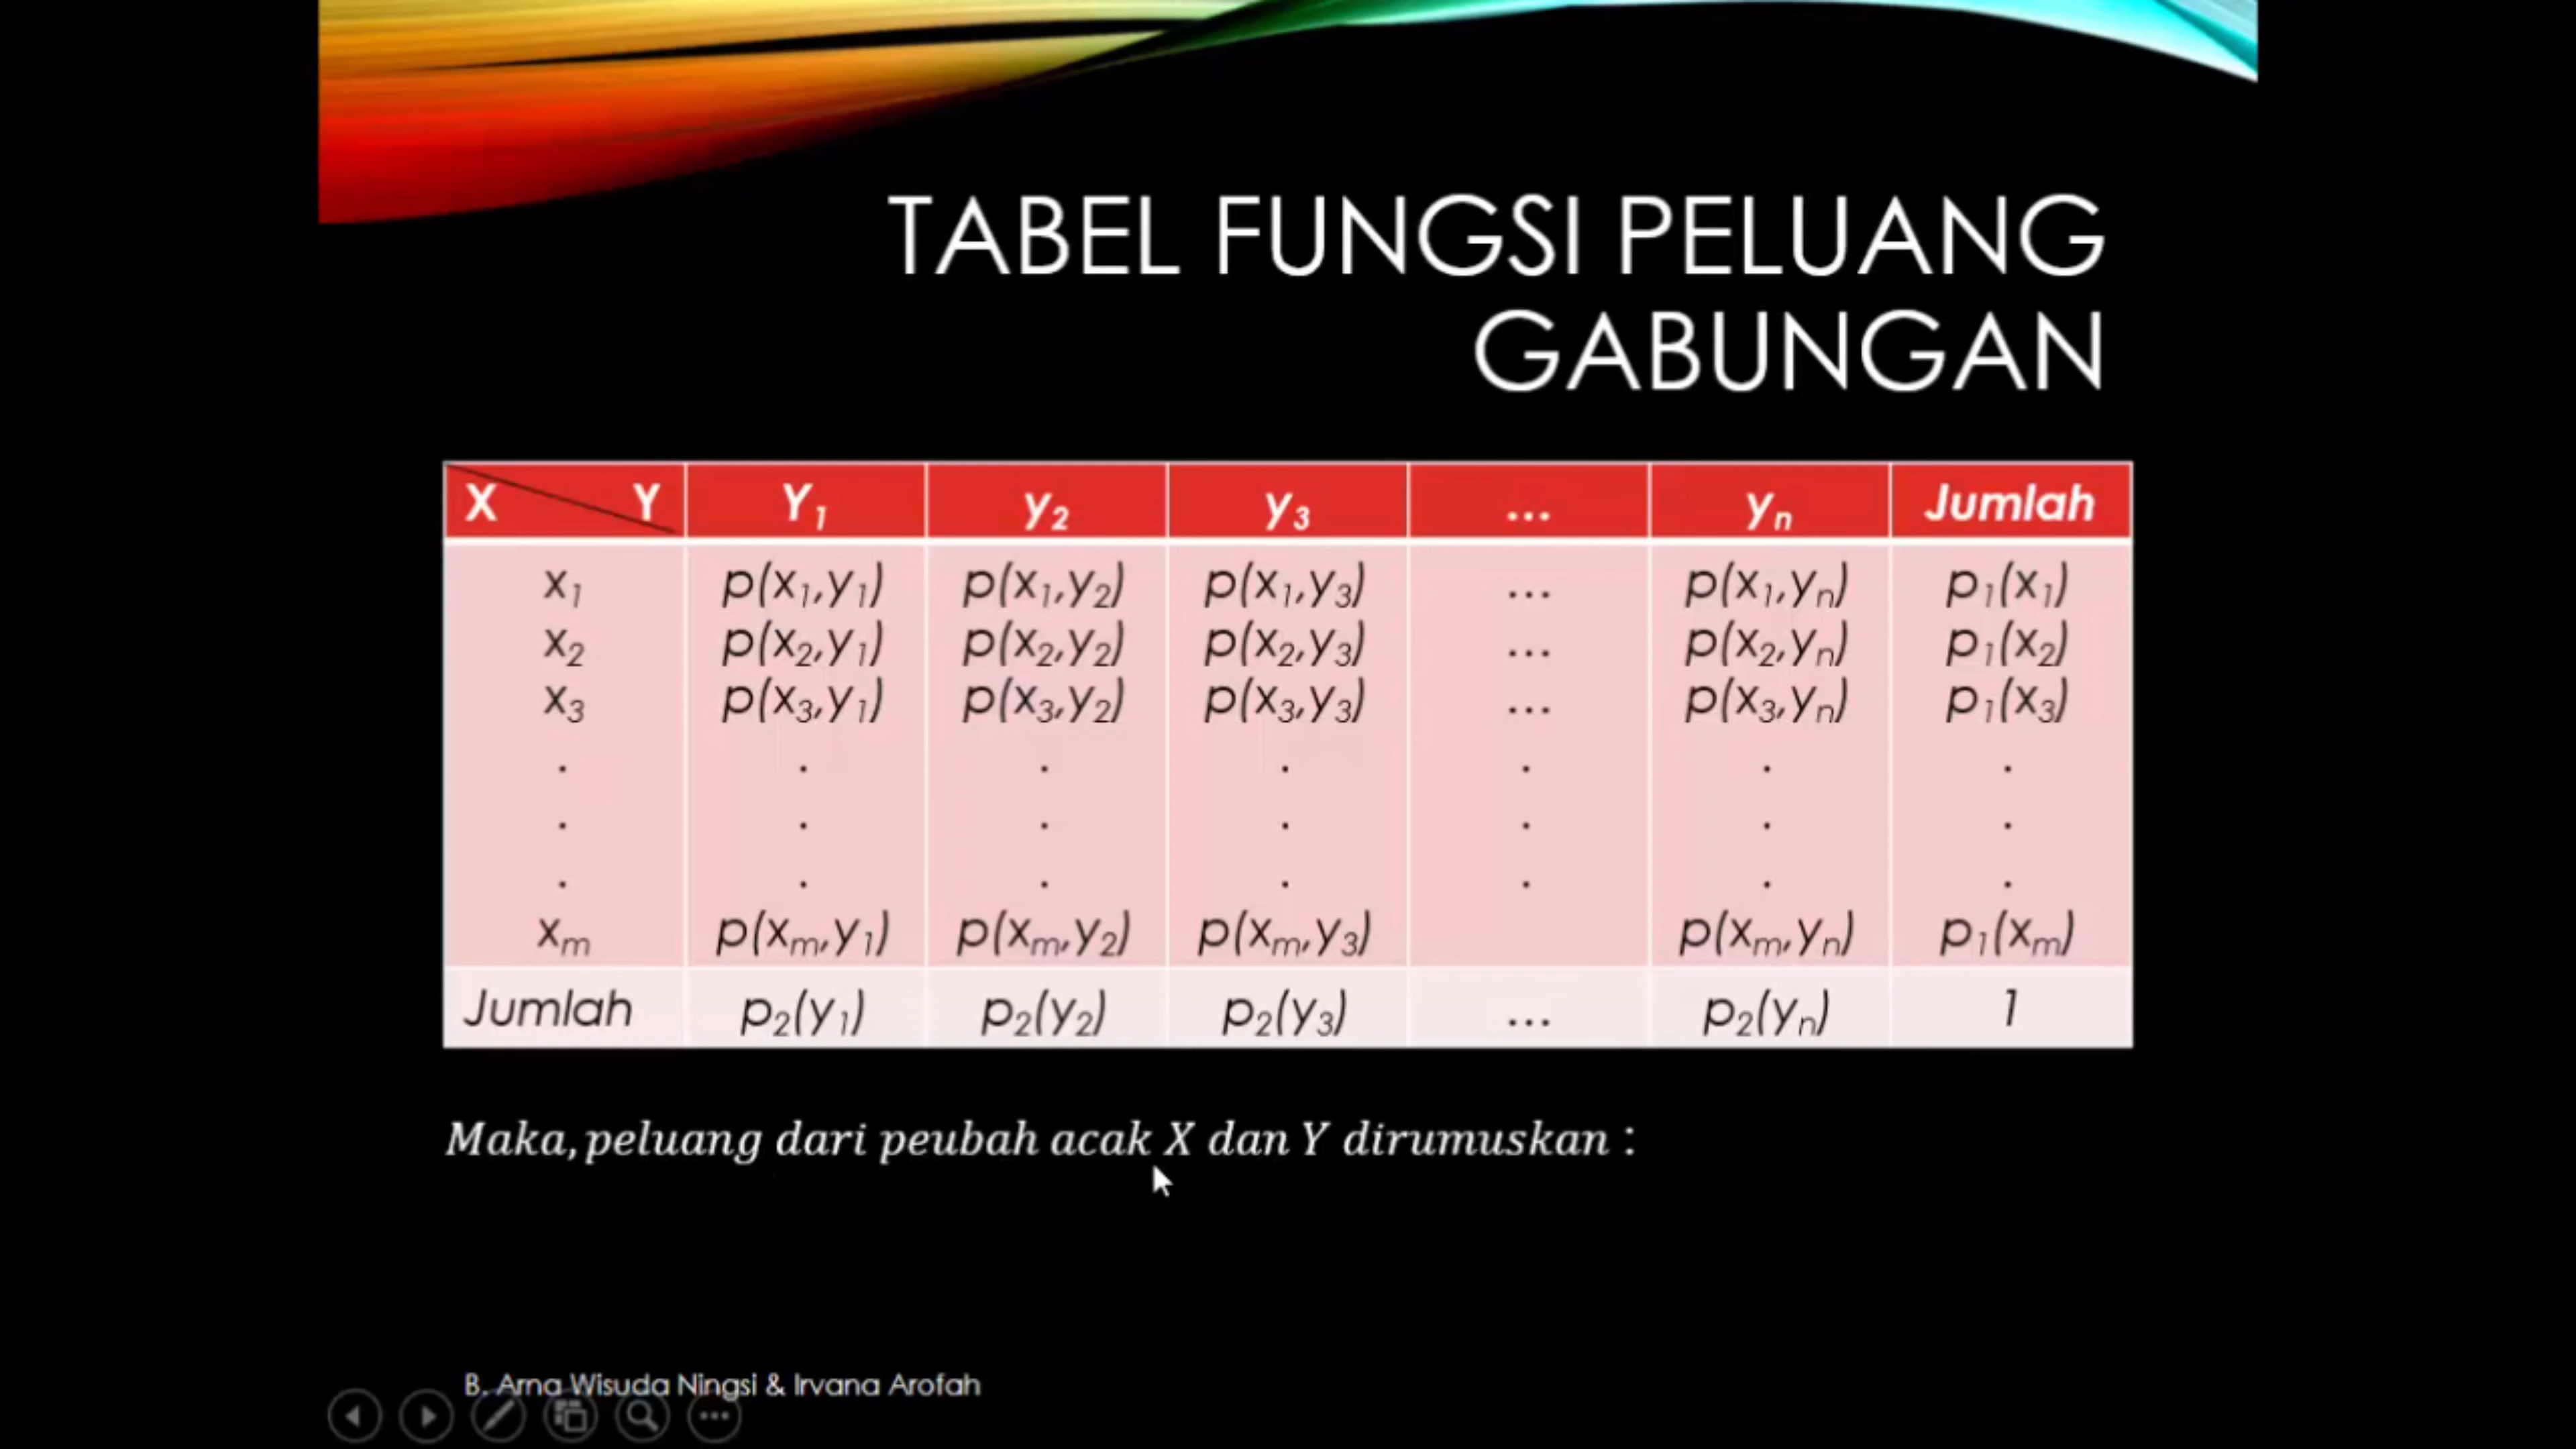 TABEL FUNGSI PELUANG
GABUNGAN
X Y Y₁ y₂ y₃ ... yₙ Jumlah
x₁ p(x₁,y₁) p(x₁,y₂) p(x₁,y₃) ... p(x₁,yₙ) p₁(x₁)
x₂ p(x₂,y₁) p(x₂,y₂) p(x₂,y₃) ... p(x₂,yₙ) p₁(x₂)
x₃ p(x₃,y₁) p(x₃,y₂) p(x₃,y₃) ... p(x₃,yₙ) p₁(x₃)
. . . . . . .
. . . . . . .
. . . . . . .
xₘ p(xₘ,y₁) p(xₘ,y₂) p(xₘ,y₃) p(xₘ,yₙ) p₁(xₘ)
Jumlah p₂(y₁) p₂(y₂) p₂(y₃) ... p₂(yₙ) 1
Maka, peluang dari peubah acak X dan Y dirumuskan :
B. Arna Wisuda Ningsi & Irvana Arofah